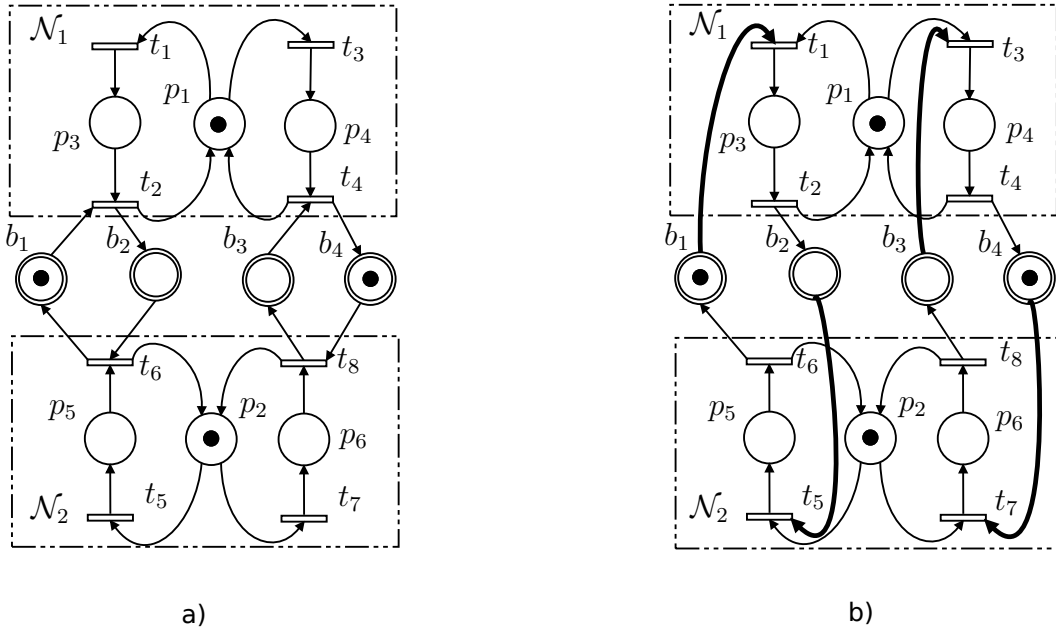 𝒩₁ t₁ t₃ p₁ p₃ p₄ t₂ t₄
b₁ b₂ b₃ b₄
t₆ t₈ p₅ p₂ p₆ 𝒩₂ t₅ t₇
a)
𝒩₁ t₁ t₃ p₁ p₃ p₄ t₂ t₄
b₁ b₂ b₃ b₄
t₆ t₈ p₅ p₂ p₆ 𝒩₂ t₅ t₇
b)